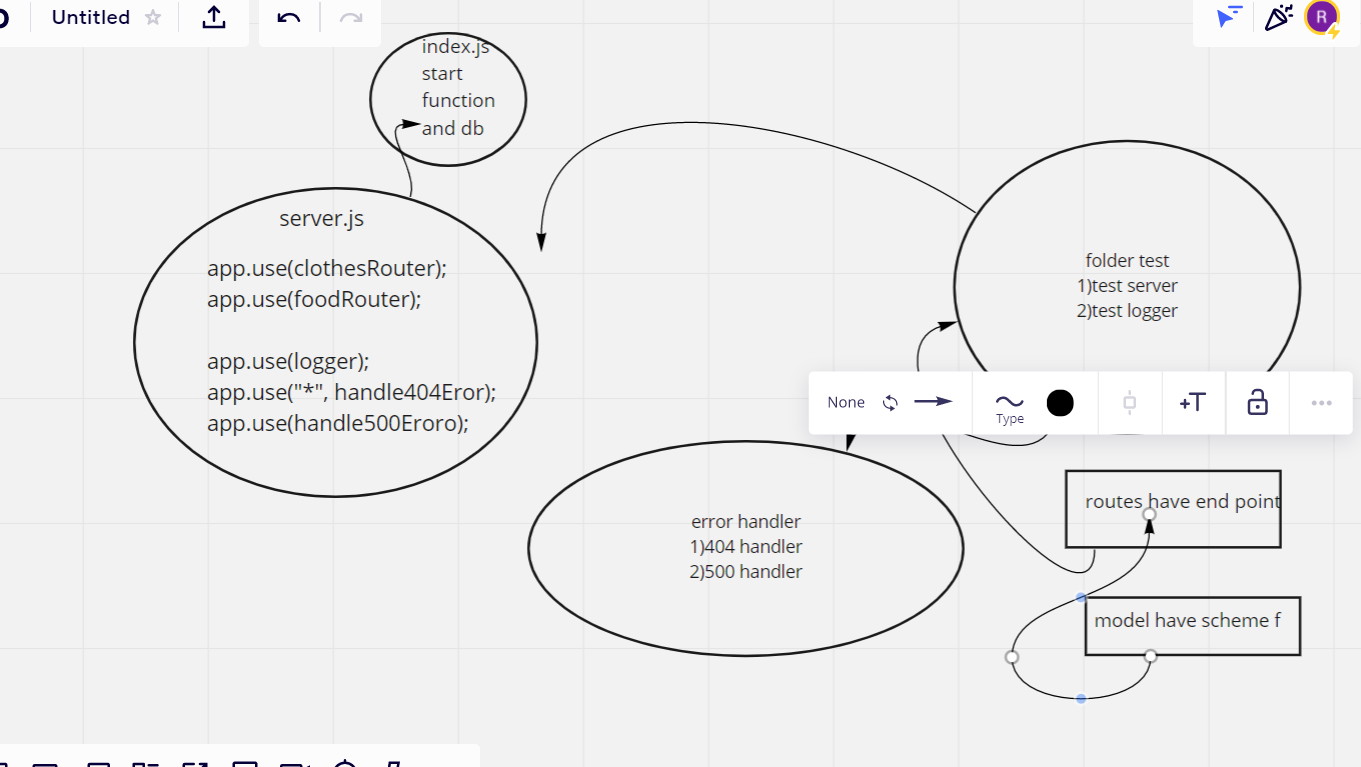 Untitled
R
index.js
start
function
and db
server.js
app.use(clothesRouter);
app.use(foodRouter);
app.use(logger);
app.use("*", handle404Eror);
app.use(handle500Eroro);
folder test
1)test server
2)test logger
None
Type
+T
error handler
1)404 handler
2)500 handler
routes have end point
model have scheme f